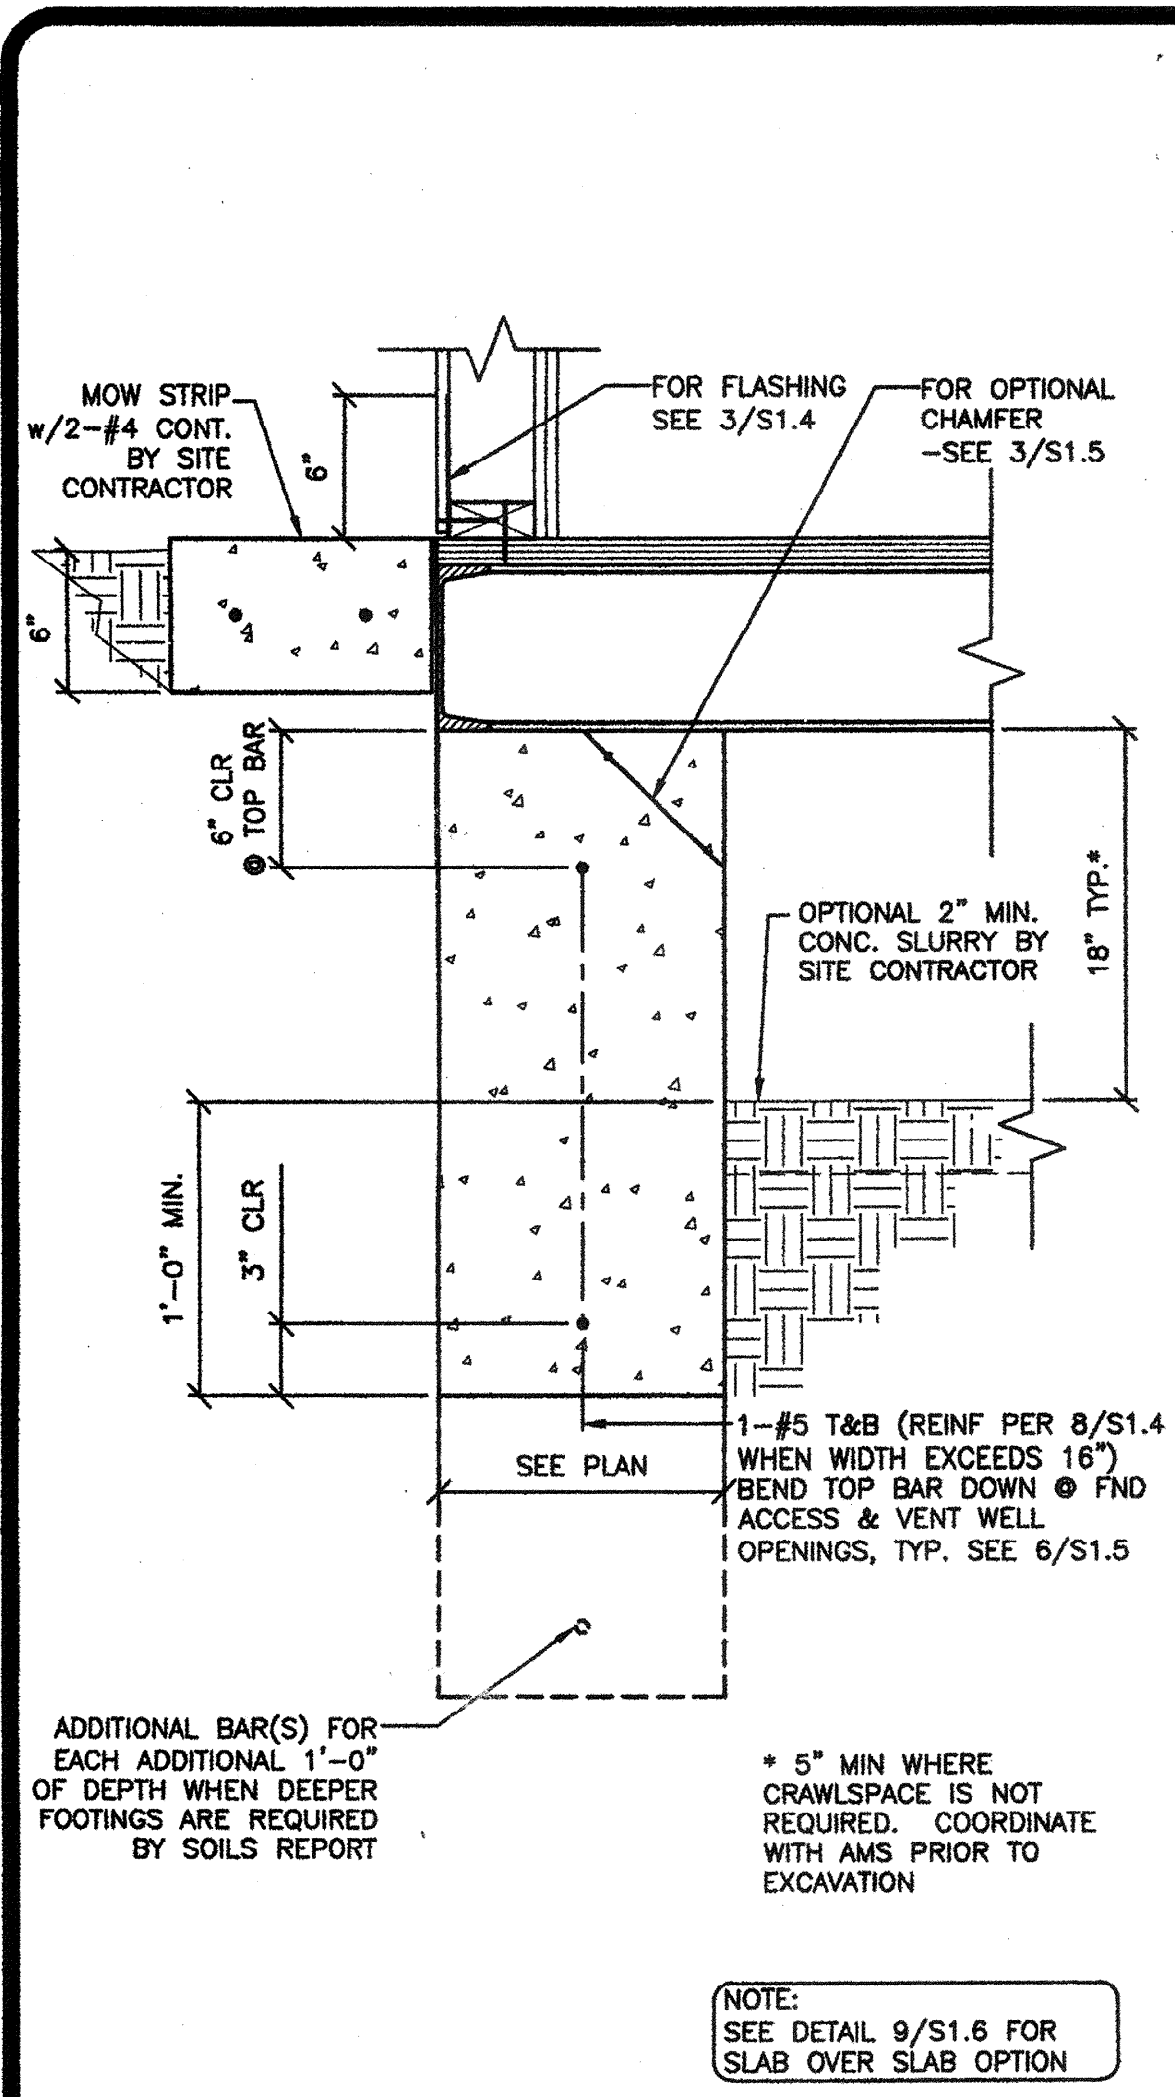 MOW STRIP
w/2-#4 CONT.
BY SITE
CONTRACTOR
6"
FOR FLASHING
SEE 3/S1.4
FOR OPTIONAL
CHAMFER
-SEE 3/S1.5
6"
6" CLR
@ TOP BAR
18" TYP.*
OPTIONAL 2" MIN.
CONC. SLURRY BY
SITE CONTRACTOR
1'-0" MIN.
3" CLR
1-#5 T&B (REINF PER 8/S1.4
WHEN WIDTH EXCEEDS 16")
BEND TOP BAR DOWN @ FND
ACCESS & VENT WELL
OPENINGS, TYP. SEE 6/S1.5
SEE PLAN
ADDITIONAL BAR(S) FOR
EACH ADDITIONAL 1'-0"
OF DEPTH WHEN DEEPER
FOOTINGS ARE REQUIRED
BY SOILS REPORT
* 5" MIN WHERE
CRAWLSPACE IS NOT
REQUIRED. COORDINATE
WITH AMS PRIOR TO
EXCAVATION
NOTE:
SEE DETAIL 9/S1.6 FOR
SLAB OVER SLAB OPTION